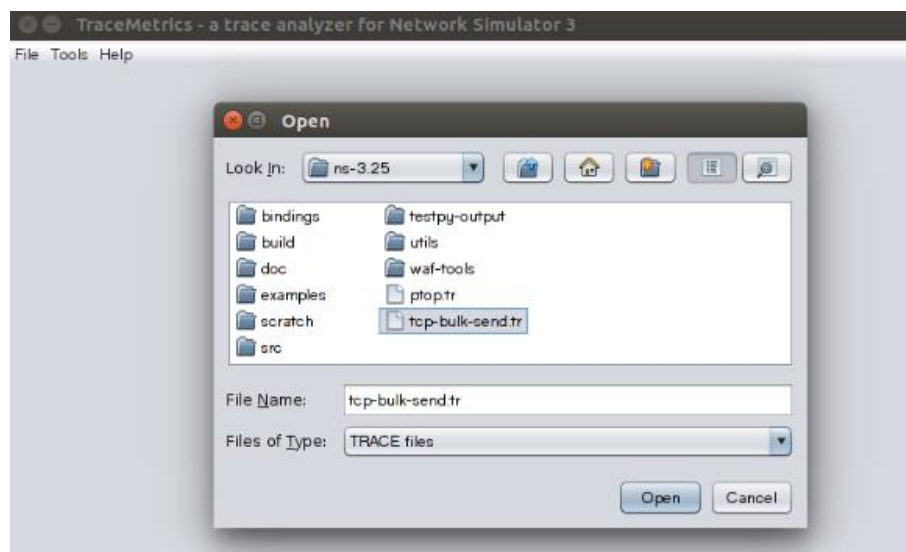 TraceMetrics - a trace analyzer for Network Simulator 3
File Tools Help
Open
Look In: ns-3.25
bindings testpy-output
build utils
doc waf-tools
examples ptop.tr
scratch tcp-bulk-send.tr
src
File Name: tcp-bulk-send.tr
Files of Type: TRACE files
Open Cancel